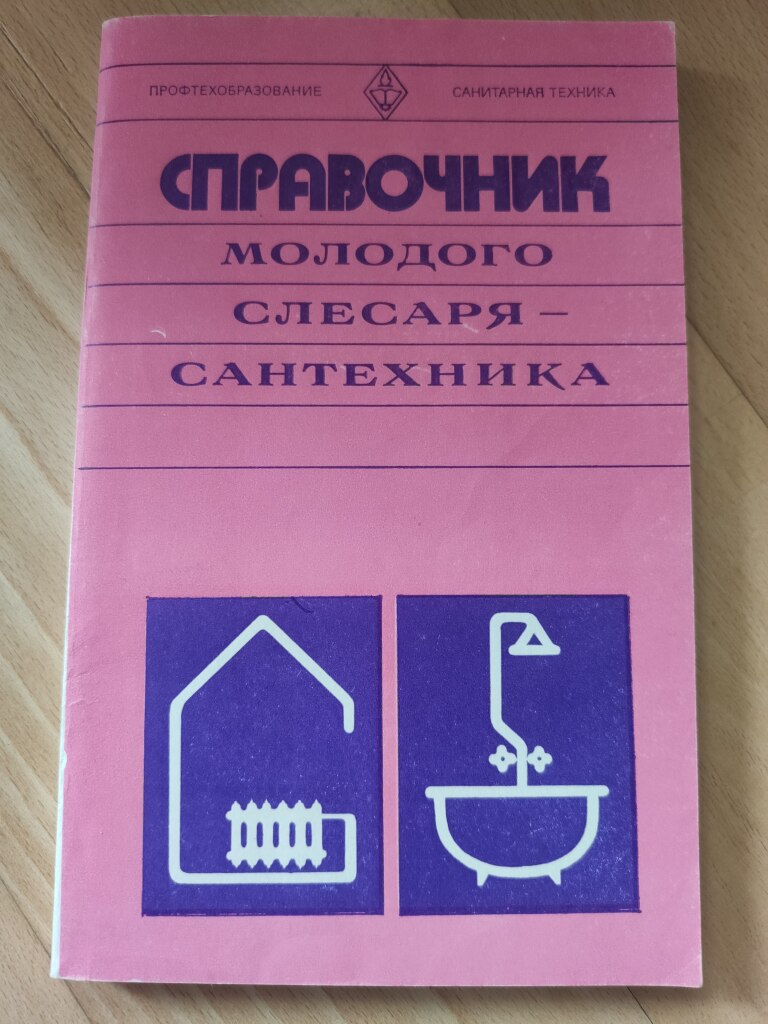 ПРОФТЕХОБРАЗОВАНИЕ САНИТАРНАЯ ТЕХНИКА
СПРАВОЧНИК
МОЛОДОГО
СЛЕСАРЯ –
САНТЕХНИКА